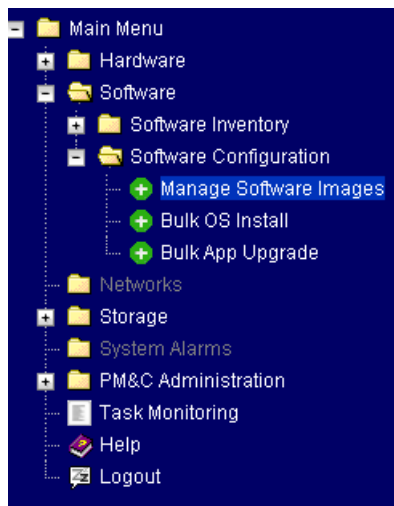 Main Menu
Hardware
Software
Software Inventory
Software Configuration
Manage Software Images
Bulk OS Install
Bulk App Upgrade
Networks
Storage
System Alarms
PM&C Administration
Task Monitoring
Help
Logout